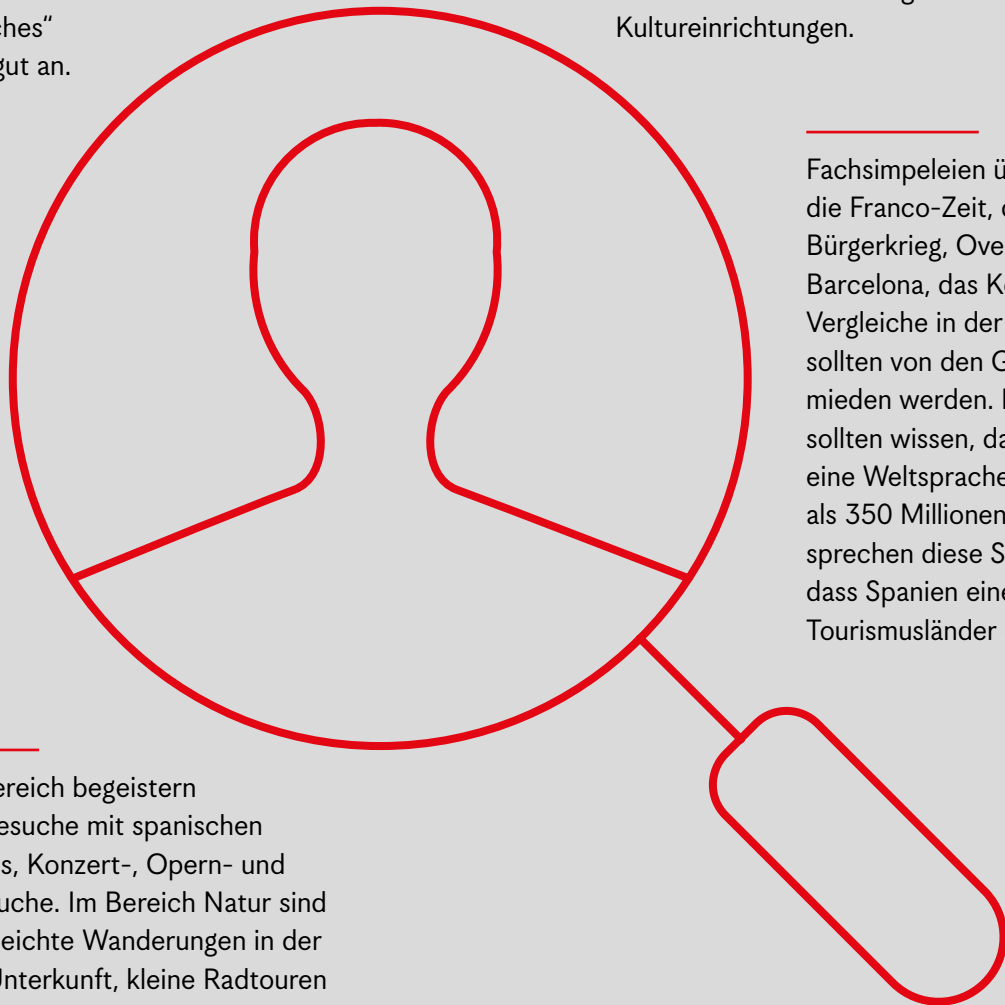 ches“
gut an.
Kultureinrichtungen.
Fachsimpeleien ü
die Franco-Zeit,
Bürgerkrieg, Ove
Barcelona, das K
Vergleiche in der
sollten von den G
mieden werden.
sollten wissen, da
eine Weltsprache
als 350 Millionen
sprechen diese S
dass Spanien eine
Tourismusländer
ereich begeistern
esuche mit spanischen
s, Konzert-, Opern- und
uche. Im Bereich Natur sind
leichte Wanderungen in der
Unterkunft, kleine Radtouren